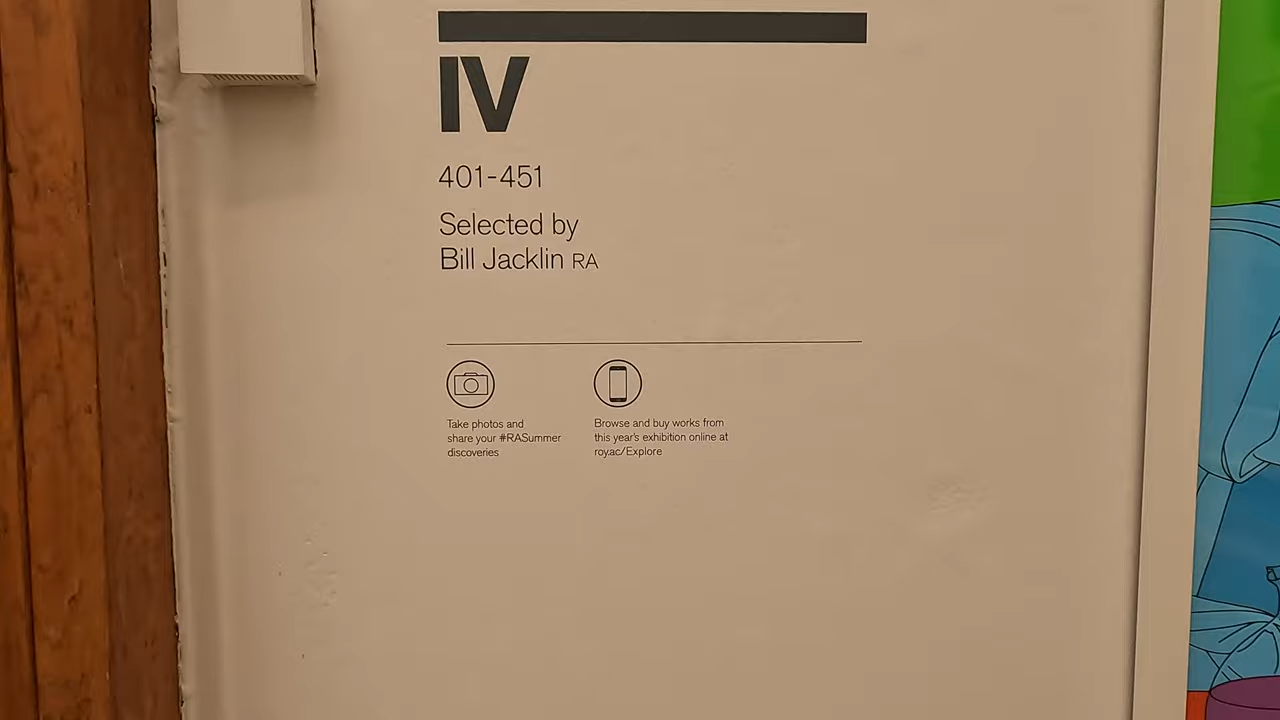 IV
401-451
Selected by
Bill Jacklin RA
Take photos and
share your #RASummer
discoveries
Browse and buy works from
this year's exhibition online at
roy.ac/Explore